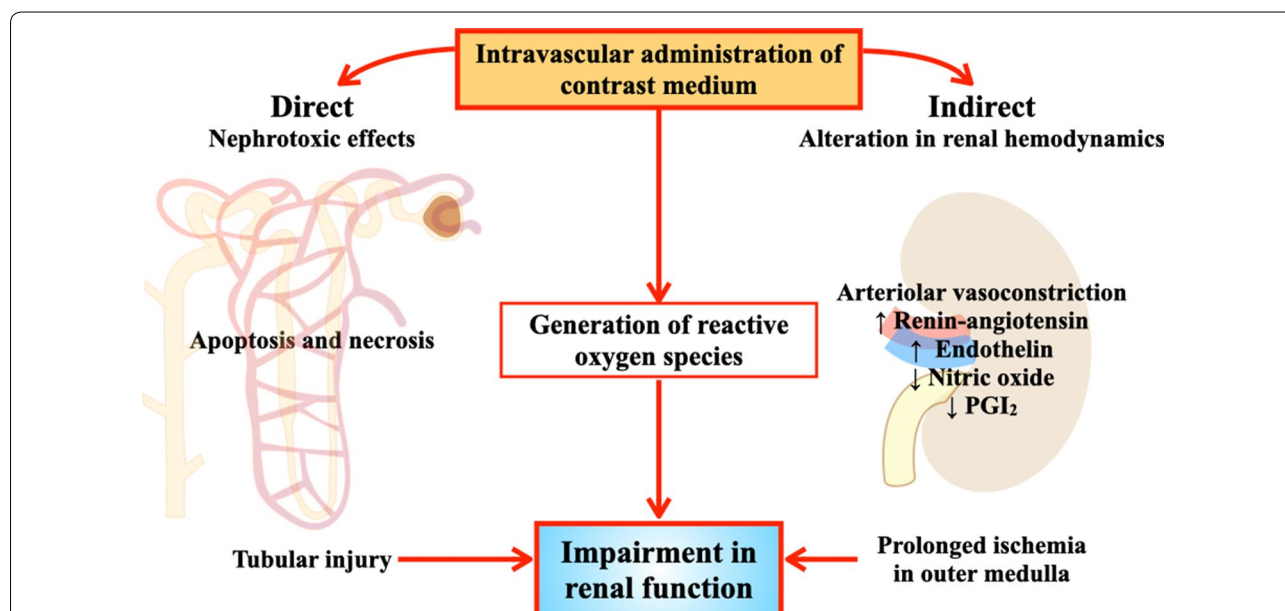 Intravascular administration of
contrast medium
Direct
Nephrotoxic effects
Indirect
Alteration in renal hemodynamics
Apoptosis and necrosis
Generation of reactive
oxygen species
Arteriolar vasoconstriction
↑ Renin-angiotensin
↑ Endothelin
↓ Nitric oxide
↓ PGI₂
Tubular injury
Impairment in
renal function
Prolonged ischemia
in outer medulla